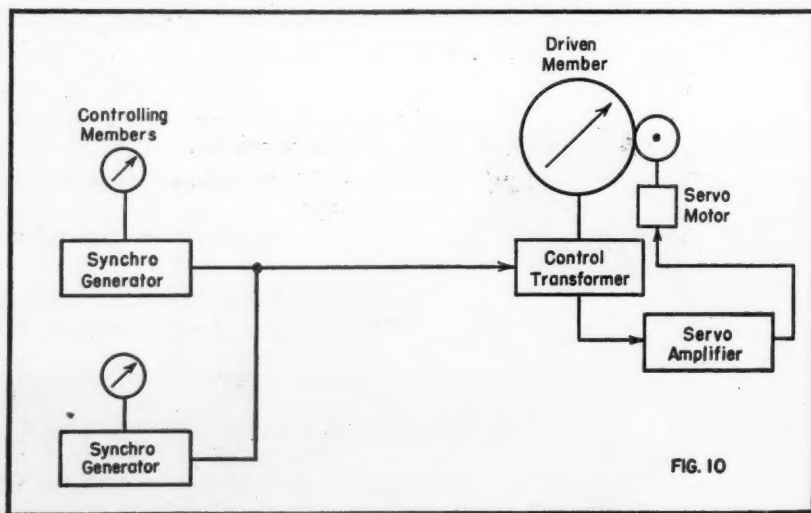 Driven
Member
Controlling
Members
Servo
Motor
Synchro
Generator
Control
Transformer
Servo
Amplifier
Synchro
Generator
FIG. 10